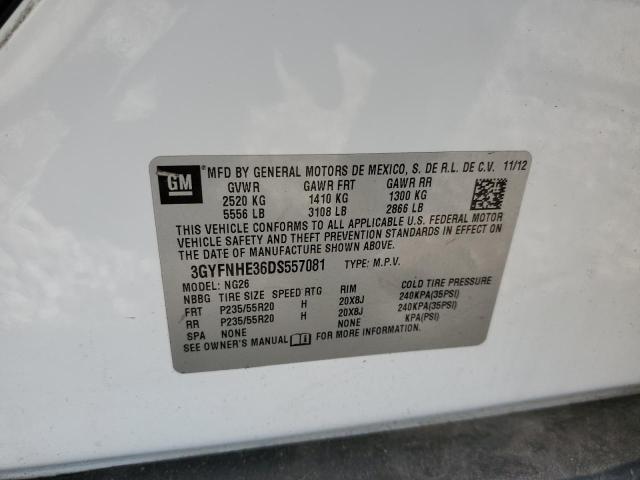 GM
MFD BY GENERAL MOTORS DE MEXICO, S. DE R.L. DE C.V. 11/12
GVWR GAWR FRT GAWR RR
2520 KG 1410 KG 1300 KG
5556 LB 3108 LB 2866 LB
THIS VEHICLE CONFORMS TO ALL APPLICABLE U.S. FEDERAL MOTOR
VEHICLE SAFETY AND THEFT PREVENTION STANDARDS IN EFFECT ON
THE DATE OF MANUFACTURE SHOWN ABOVE.
3GYFNHE36DS557081 TYPE: M.P.V.
MODEL: NG26
NBBG TIRE SIZE SPEED RTG RIM COLD TIRE PRESSURE
FRT P235/55R20 H 20X8J 240KPA(35PSI)
RR P235/55R20 H 20X8J 240KPA(35PSI)
SPA NONE NONE KPA(PSI)
SEE OWNER'S MANUAL FOR MORE INFORMATION.